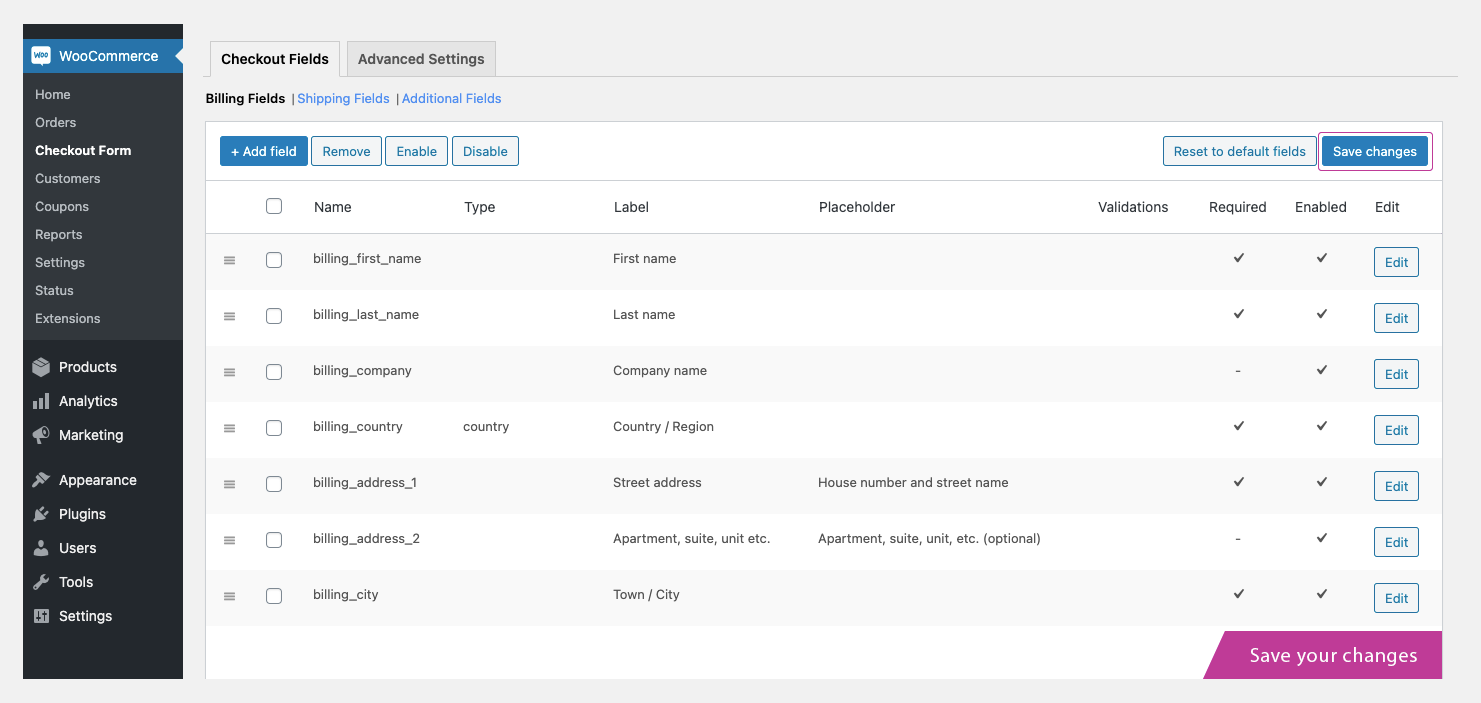 WOO WooCommerce
Home
Orders
Checkout Form
Customers
Coupons
Reports
Settings
Status
Extensions
Products
Analytics
Marketing
Appearance
Plugins
Users
Tools
Settings
Checkout Fields Advanced Settings
Billing Fields | Shipping Fields | Additional Fields
+ Add field Remove Enable Disable Reset to default fields Save changes
Name Type Label Placeholder Validations Required Enabled Edit
billing_first_name First name ✔ ✔ Edit
billing_last_name Last name ✔ ✔ Edit
billing_company Company name - ✔ Edit
billing_country country Country / Region ✔ ✔ Edit
billing_address_1 Street address House number and street name ✔ ✔ Edit
billing_address_2 Apartment, suite, unit etc. Apartment, suite, unit, etc. (optional) - ✔ Edit
billing_city Town / City ✔ ✔ Edit
Save your changes